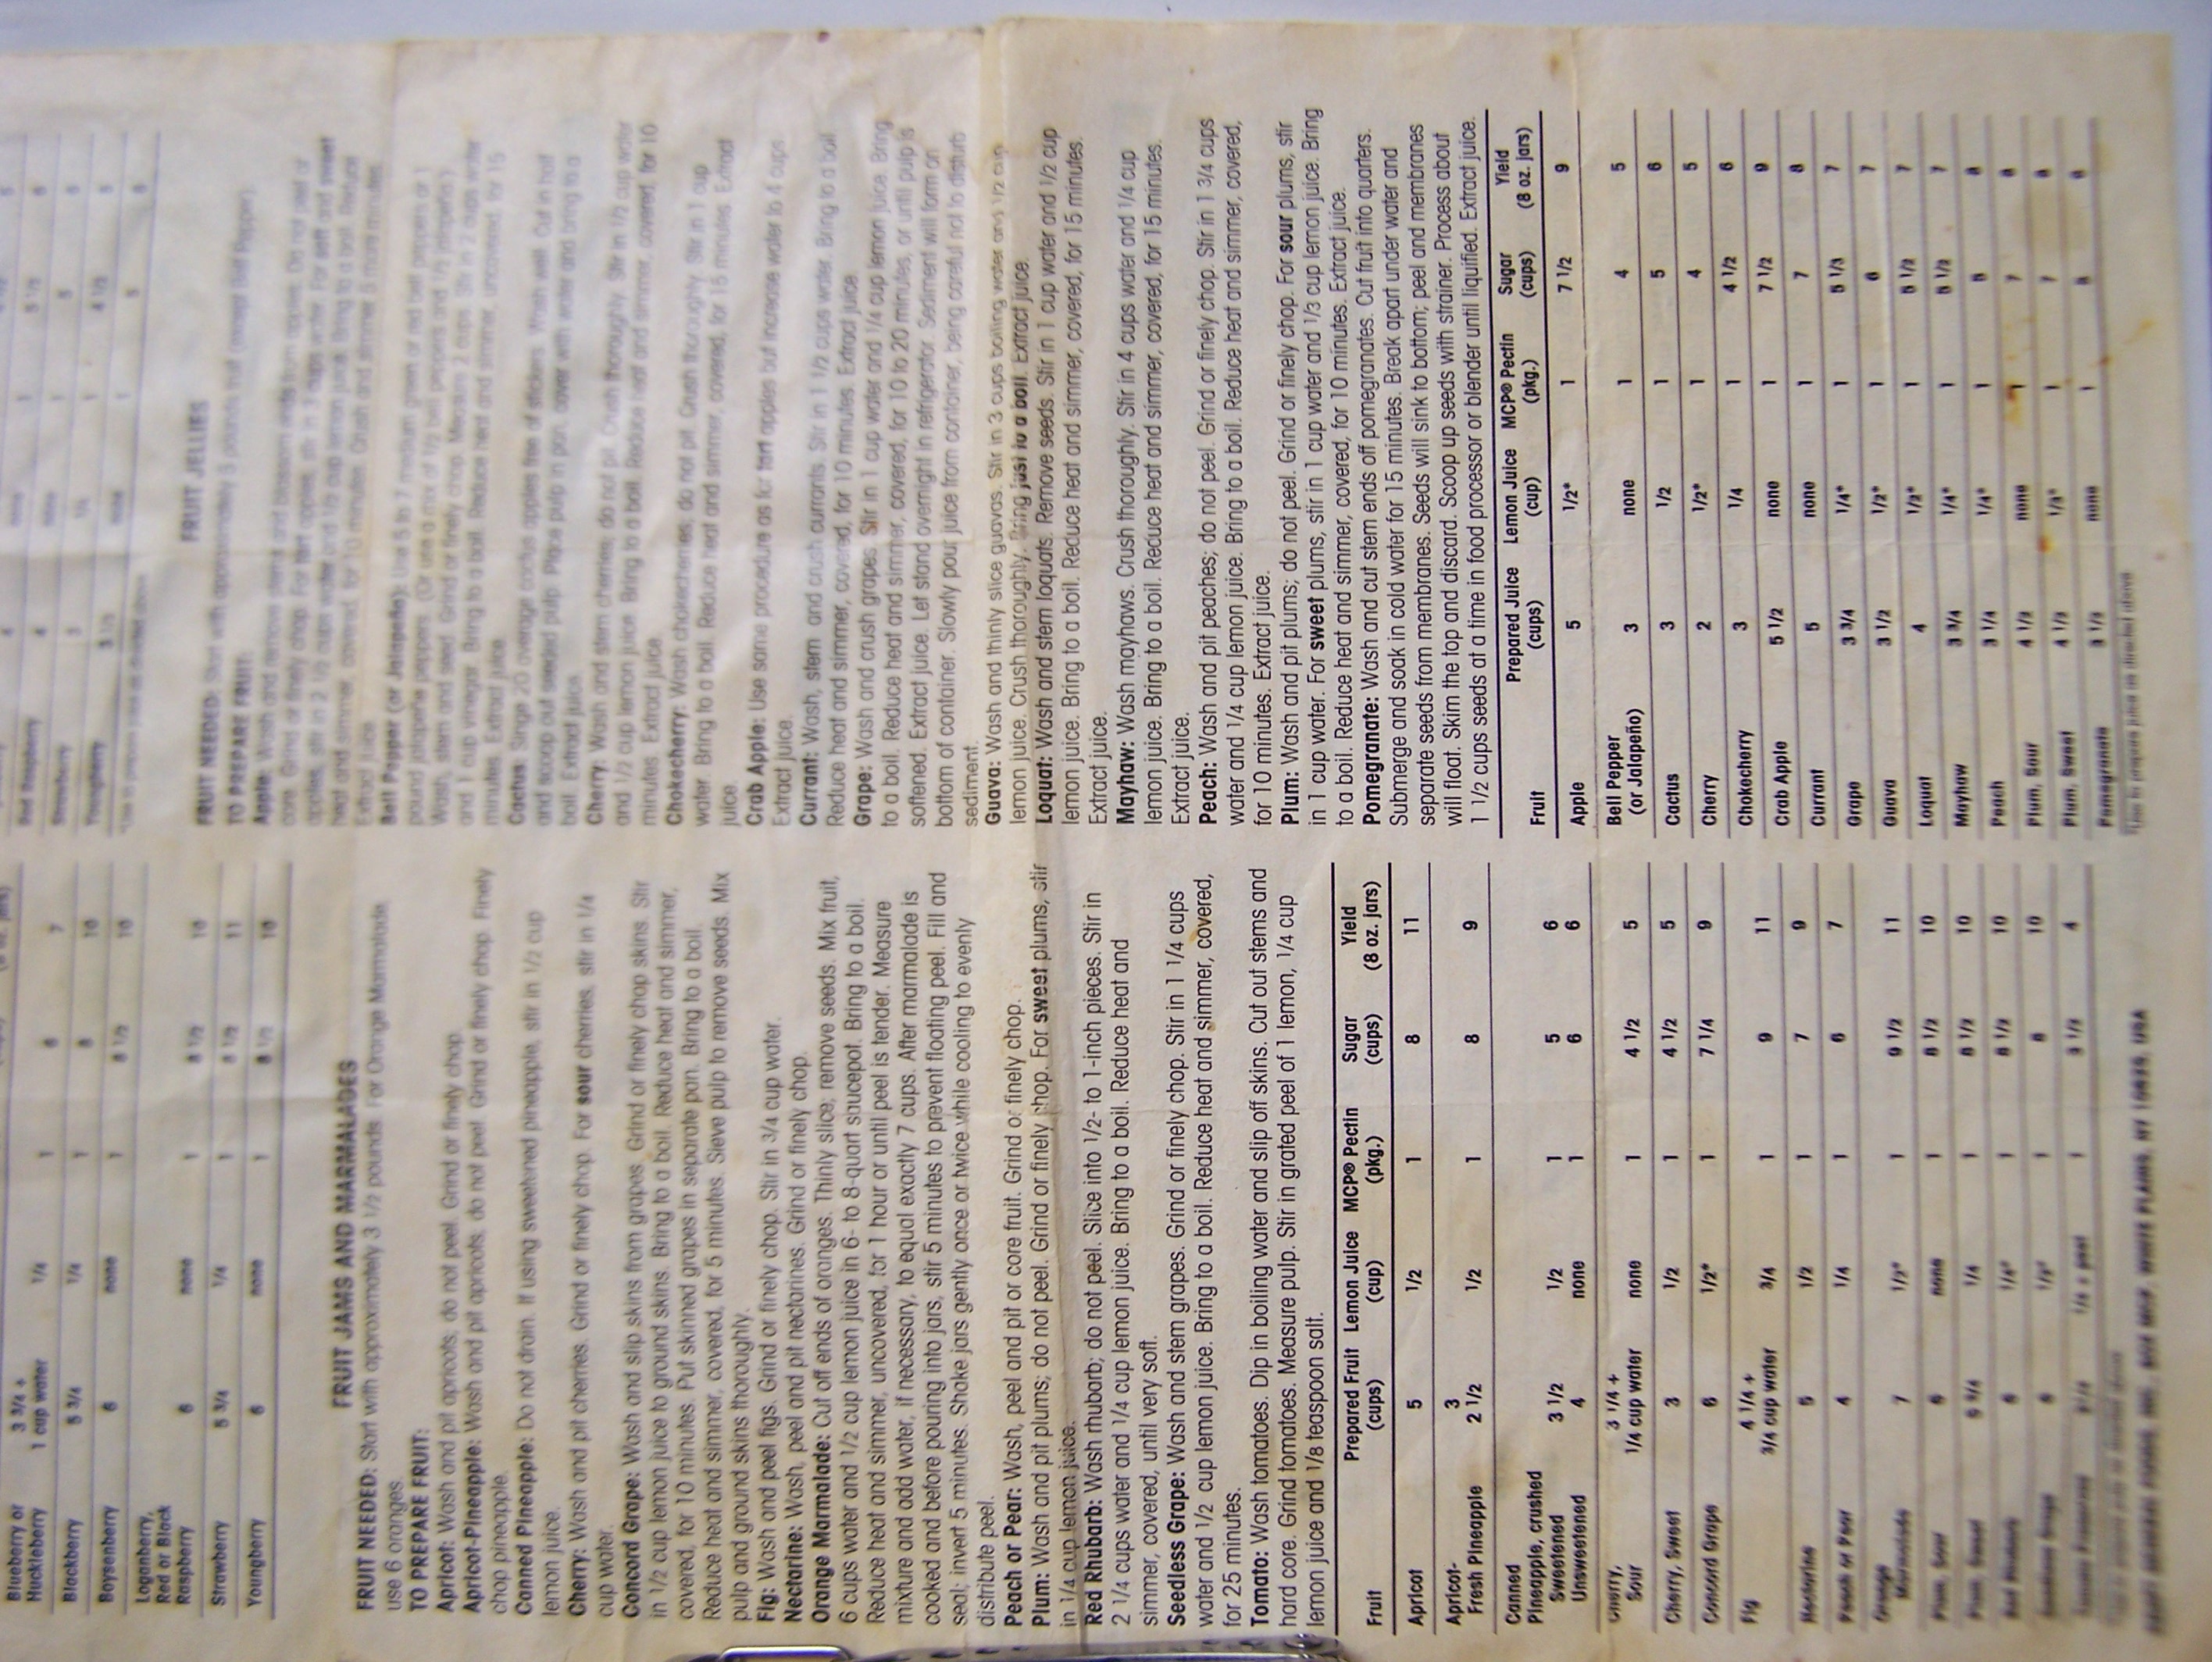 Blueberry or 3 3/4 +
Huckleberry 1 cup water 1/4 1 6 7
Blackberry 5 3/4 1/4 1 8 10
Boysenberry 6 none 1 8 1/2 10
Loganberry,
Red or Black
Raspberry 6 none 1 8 1/2 10
Strawberry 5 3/4 1/4 1 8 1/2 11
Youngberry 6 none 1 8 1/2 10
FRUIT JAMS AND MARMALADES
FRUIT NEEDED: Start with approximately 3 1/2 pounds. For Orange Marmalade
use 6 oranges.
TO PREPARE FRUIT:
Apricot: Wash and pit apricots, do not peel. Grind or finely chop.
Apricot-Pineapple: Wash and pit apricots, do not peel. Grind or finely chop. Finely
chop pineapple.
Canned Pineapple: Do not drain. If using sweetened pineapple, stir in 1/2 cup
lemon juice.
Cherry: Wash and pit cherries. Grind or finely chop. For sour cherries, stir in 1/4
cup water.
Concord Grape: Wash and slip skins from grapes. Grind or finely chop skins. Stir
in 1/2 cup lemon juice to ground skins. Bring to a boil. Reduce heat and simmer,
covered, for 10 minutes. Put skinned grapes in separate pan. Bring to a boil.
Reduce heat and simmer, covered, for 5 minutes. Sieve pulp to remove seeds. Mix
pulp and ground skins thoroughly.
Fig: Wash and peel figs. Grind or finely chop. Stir in 3/4 cup water.
Nectarine: Wash, peel and pit nectarines. Grind or finely chop.
Orange Marmalade: Cut off ends of oranges. Thinly slice; remove seeds. Mix fruit,
6 cups water and 1/2 cup lemon juice in 6- to 8-quart saucepot. Bring to a boil.
Reduce heat and simmer, uncovered, for 1 hour or until peel is tender. Measure
mixture and add water, if necessary, to equal exactly 7 cups. After marmalade is
cooked and before pouring into jars, stir 5 minutes to prevent floating peel. Fill and
seal; invert 5 minutes. Shake jars gently once or twice while cooling to evenly
distribute peel.
Peach or Pear: Wash, peel and pit or core fruit. Grind or finely chop.
Plum: Wash and pit plums; do not peel. Grind or finely chop. For sweet plums, stir
in 1/4 cup lemon juice.
Red Rhubarb: Wash rhubarb; do not peel. Slice into 1/2- to 1-inch pieces. Stir in
2 1/4 cups water and 1/4 cup lemon juice. Bring to a boil. Reduce heat and
simmer, covered, until very soft.
Seedless Grape: Wash and stem grapes. Grind or finely chop. Stir in 1 1/4 cups
water and 1/2 cup lemon juice. Bring to a boil. Reduce heat and simmer, covered,
for 25 minutes.
Tomato: Wash tomatoes. Dip in boiling water and slip off skins. Cut out stems and
hard core. Grind tomatoes. Measure pulp. Stir in grated peel of 1 lemon, 1/4 cup
lemon juice and 1/8 teaspoon salt.
Fruit Prepared Fruit Lemon Juice MCP® Pectin Sugar Yield
(cups) (cup) (pkg.) (cups) (8 oz. jars)
Apricot 5 1/2 1 8 11
Apricot- 3
Fresh Pineapple 2 1/2 1/2 1 8 9
Canned
Pineapple, crushed
Sweetened 3 1/2 1/2 1 5 6
Unsweetened 4 none 1 6 6
Cherry, 3 1/4 +
Sour 1/4 cup water none 1 4 1/2 5
Cherry, Sweet 3 1/2 1 4 1/2 5
Concord Grape 6 1/2* 1 7 1/4 9
Fig 4 1/4 +
3/4 cup water 3/4 1 9 11
Nectarine 5 1/2 1 7 9
Peach or Pear 4 1/4 1 6 7
Orange
Marmalade 7 1/2* 1 9 1/2 11
Plum, Sour 6 none 1 8 1/2 10
Plum, Sweet 5 3/4 1/4 1 8 1/2 10
Red Rhubarb 6 1/4* 1 8 1/2 10
Seedless Grape 6 1/2* 1 8 10
1 3 1/2 4
Red Raspberry 4
Strawberry 4
Youngberry 3 1/2
FRUIT JELLIES
FRUIT NEEDED: Start with approximately 5 pounds fruit (except Bell Pepper).
TO PREPARE FRUIT:
Apple: Wash and remove stems and blossom ends from apples. Do not peel or
core. Grind or finely chop. For tart apples, stir in 3 cups water. For soft and sweet
apples, stir in 2 1/2 cups water and 1/2 cup lemon juice. Bring to a boil. Reduce
heat and simmer, covered, for 10 minutes. Crush and simmer 5 more minutes.
Extract juice.
Bell Pepper (or Jalapeño): Use 5 to 7 medium green or red bell peppers or 1
pound jalapeño peppers. (Or use a mix of 1/2 bell peppers and 1/2 jalapeño.)
Wash, stem and seed. Grind or finely chop. Measure 2 cups. Stir in 2 cups water
and 1 cup vinegar. Bring to a boil. Reduce heat and simmer, uncovered, for 15
minutes. Extract juice.
Cactus: Singe 20 average cactus apples free of stickers. Wash well. Cut in half
and scoop out seeded pulp. Place pulp in pan, cover with water and bring to a
boil. Extract juice.
Cherry: Wash and stem cherries; do not pit. Crush thoroughly. Stir in 1/2 cup water
and 1/2 cup lemon juice. Bring to a boil. Reduce heat and simmer, covered, for 10
minutes. Extract juice.
Chokecherry: Wash chokecherries; do not pit. Crush thoroughly. Stir in 1 cup
water. Bring to a boil. Reduce heat and simmer, covered, for 15 minutes. Extract
juice.
Crab Apple: Use same procedure as for tart apples but increase water to 4 cups.
Extract juice.
Currant: Wash, stem and crush currants. Stir in 1 1/2 cups water. Bring to a boil.
Reduce heat and simmer, covered, for 10 minutes. Extract juice.
Grape: Wash and crush grapes. Stir in 1 cup water and 1/4 cup lemon juice. Bring
to a boil. Reduce heat and simmer, covered, for 10 to 20 minutes, or until pulp is
softened. Extract juice. Let stand overnight in refrigerator. Sediment will form on
bottom of container. Slowly pour juice from container, being careful not to disturb
sediment.
Guava: Wash and thinly slice guavas. Stir in 3 cups boiling water and 1/2 cup
lemon juice. Crush thoroughly. Bring just to a boil. Extract juice.
Loquat: Wash and stem loquats. Remove seeds. Stir in 1 cup water and 1/2 cup
lemon juice. Bring to a boil. Reduce heat and simmer, covered, for 15 minutes.
Extract juice.
Mayhaw: Wash mayhaws. Crush thoroughly. Stir in 4 cups water and 1/4 cup
lemon juice. Bring to a boil. Reduce heat and simmer, covered, for 15 minutes.
Extract juice.
Peach: Wash and pit peaches; do not peel. Grind or finely chop. Stir in 1 3/4 cups
water and 1/4 cup lemon juice. Bring to a boil. Reduce heat and simmer, covered,
for 10 minutes. Extract juice.
Plum: Wash and pit plums; do not peel. Grind or finely chop. For sour plums, stir
in 1 cup water. For sweet plums, stir in 1 cup water and 1/3 cup lemon juice. Bring
to a boil. Reduce heat and simmer, covered, for 10 minutes. Extract juice.
Pomegranate: Wash and cut stem ends off pomegranates. Cut fruit into quarters.
Submerge and soak in cold water for 15 minutes. Break apart under water and
separate seeds from membranes. Seeds will sink to bottom; peel and membranes
will float. Skim the top and discard. Scoop up seeds with strainer. Process about
1 1/2 cups seeds at a time in food processor or blender until liquified. Extract juice.
Fruit Prepared Juice Lemon Juice MCP® Pectin Sugar Yield
(cups) (cup) (pkg.) (cups) (8 oz. jars)
Apple 5 1/2* 1 7 1/2 9
Bell Pepper
(or Jalapeño) 3 none 1 4 5
Cactus 3 1/2 1 5 6
Cherry 2 1/2* 1 4 5
Chokecherry 3 1/4 1 4 1/2 6
Crab Apple 5 1/2 none 1 7 1/2 9
Currant 5 none 1 7 8
Grape 3 3/4 1/4* 1 5 1/3 7
Guava 3 1/2 1/2* 1 6 7
Loquat 4 1/2* 1 5 1/2 7
Mayhaw 3 3/4 1/4* 1 5 1/2 7
Peach 3 1/4 1/4* 1 5
Plum, Sour 4 1/2 none 1 7
Plum, Sweet 4 1/2 1/3* 1 7
Pomegranate 3 1/2 none 1